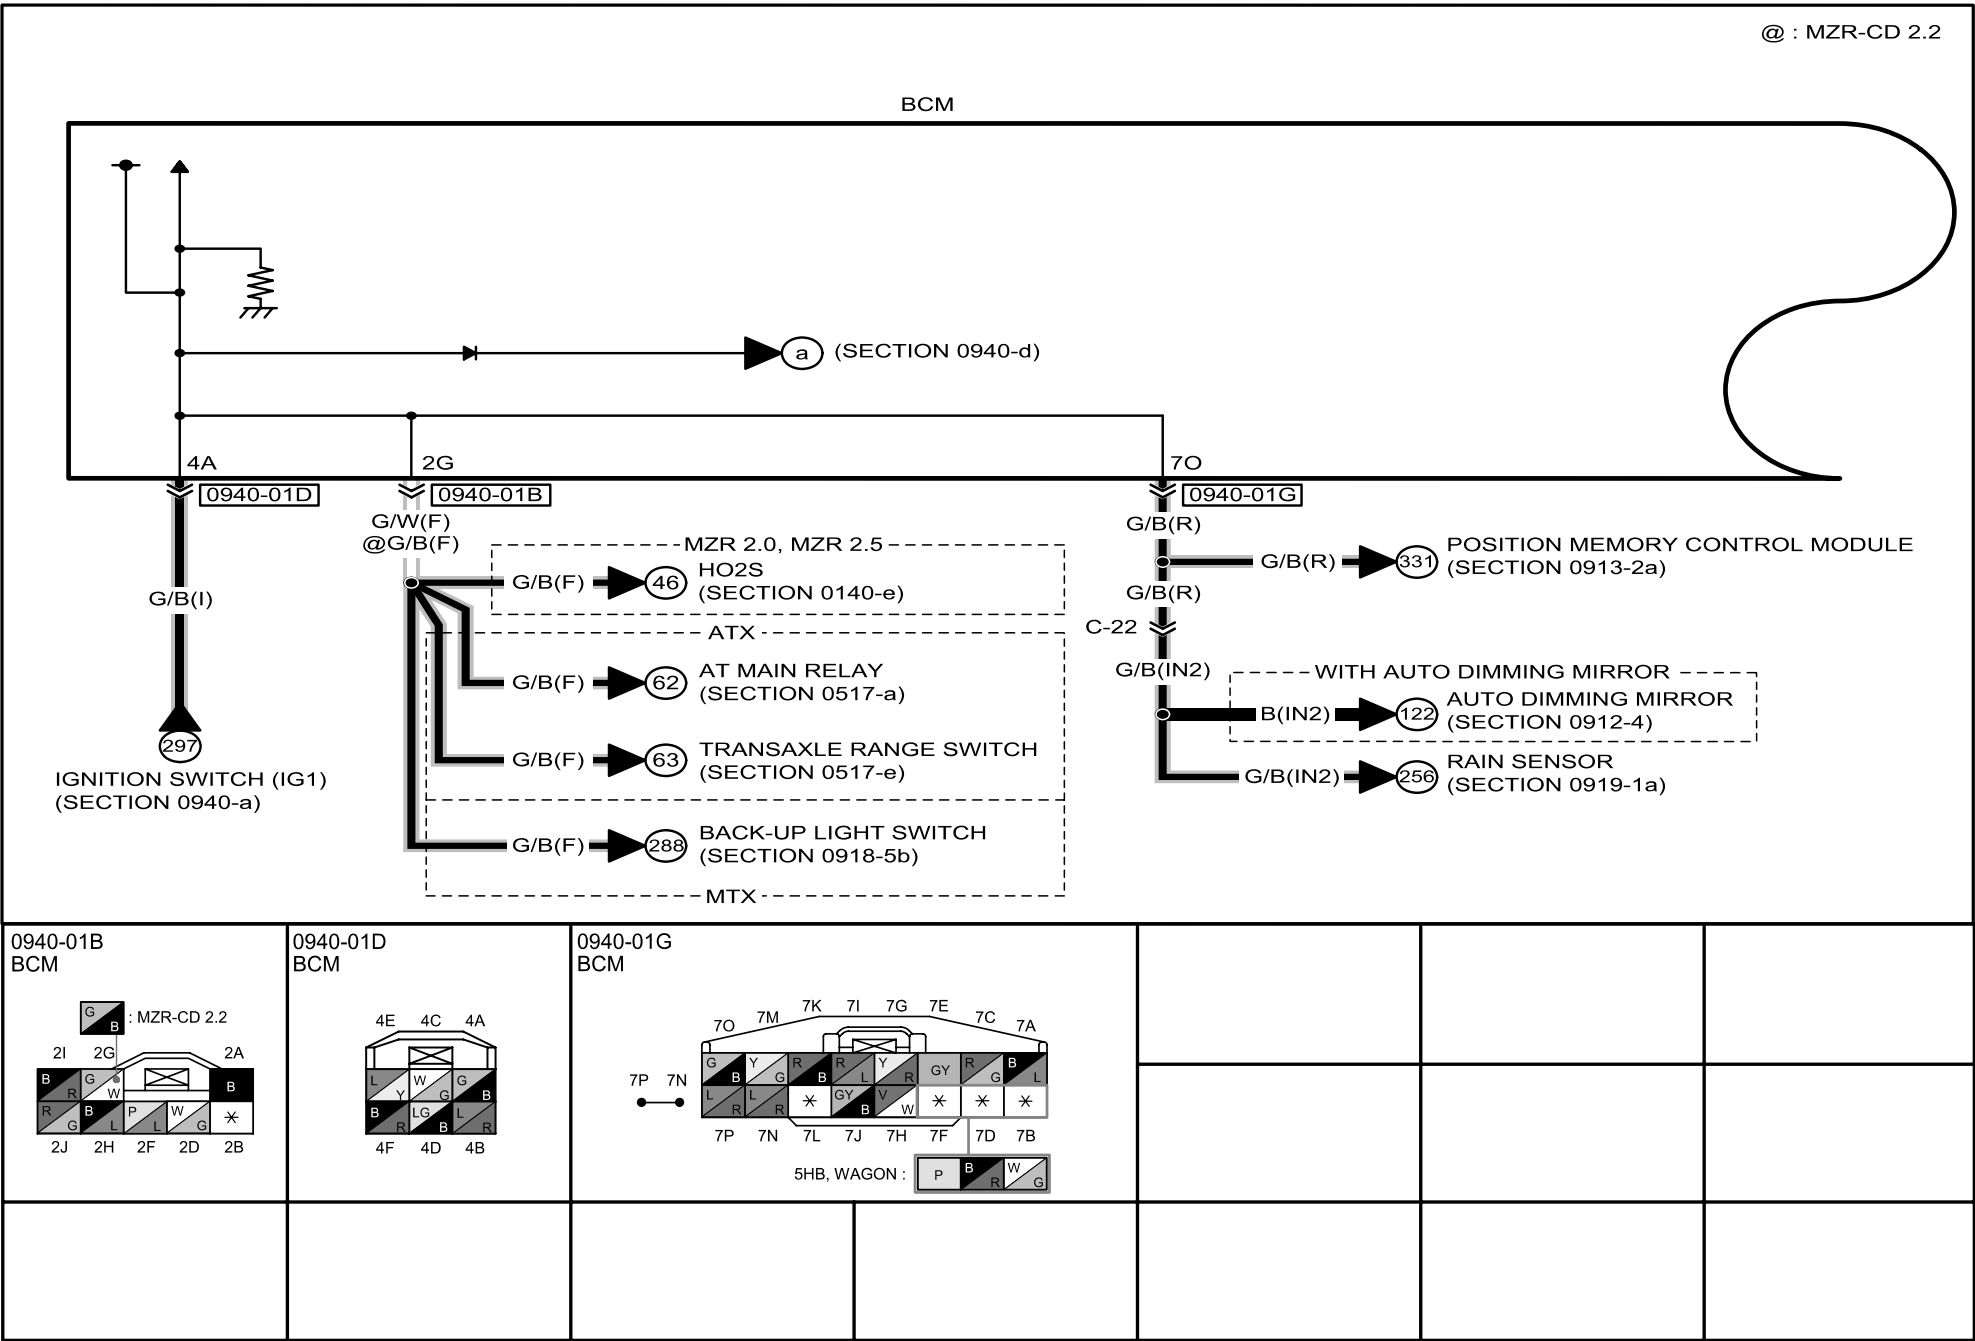 @ : MZR-CD 2.2
BCM
a (SECTION 0940-d)
4A
2G
7O
0940-01D
0940-01B
0940-01G
G/W(F)
@G/B(F)
G/B(R)
MZR 2.0, MZR 2.5
G/B(F) 46 HO2S
(SECTION 0140-e)
G/B(R) 331 POSITION MEMORY CONTROL MODULE
(SECTION 0913-2a)
G/B(I)
G/B(R)
ATX
C-22
G/B(F) 62 AT MAIN RELAY
(SECTION 0517-a)
G/B(IN2)
WITH AUTO DIMMING MIRROR
B(IN2) 122 AUTO DIMMING MIRROR
(SECTION 0912-4)
297
IGNITION SWITCH (IG1)
(SECTION 0940-a)
G/B(F) 63 TRANSAXLE RANGE SWITCH
(SECTION 0517-e)
G/B(IN2) 256 RAIN SENSOR
(SECTION 0919-1a)
G/B(F) 288 BACK-UP LIGHT SWITCH
(SECTION 0918-5b)
MTX
0940-01B
BCM
G B : MZR-CD 2.2
2I 2G 2A
B R G W B
R G B L P L W G *
2J 2H 2F 2D 2B
0940-01D
BCM
4E 4C 4A
L Y W G G B
B R LG B L R
4F 4D 4B
0940-01G
BCM
7O 7M 7K 7I 7G 7E 7C 7A
G B Y G R B R L Y R GY R G B L
7P 7N
L R L R * GY B V W * * *
7P 7N 7L 7J 7H 7F 7D 7B
5HB, WAGON : P B R W G